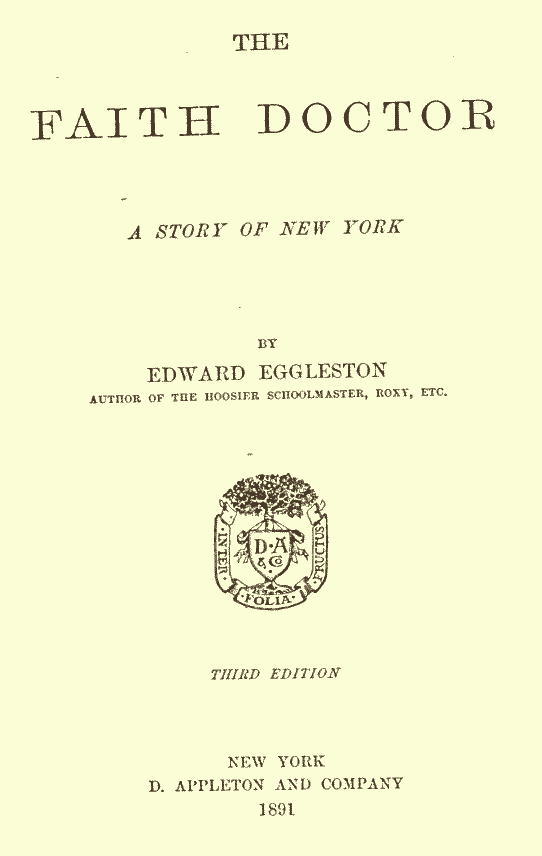 THE
FAITH DOCTOR
A STORY OF NEW YORK
BY
EDWARD EGGLESTON
AUTHOR OF THE HOOSIER SCHOOLMASTER, ROXY, ETC.
·INTER·
FOLIA·
FRUCTUS
D·A
& Co
THIRD EDITION
NEW YORK
D. APPLETON AND COMPANY
1891